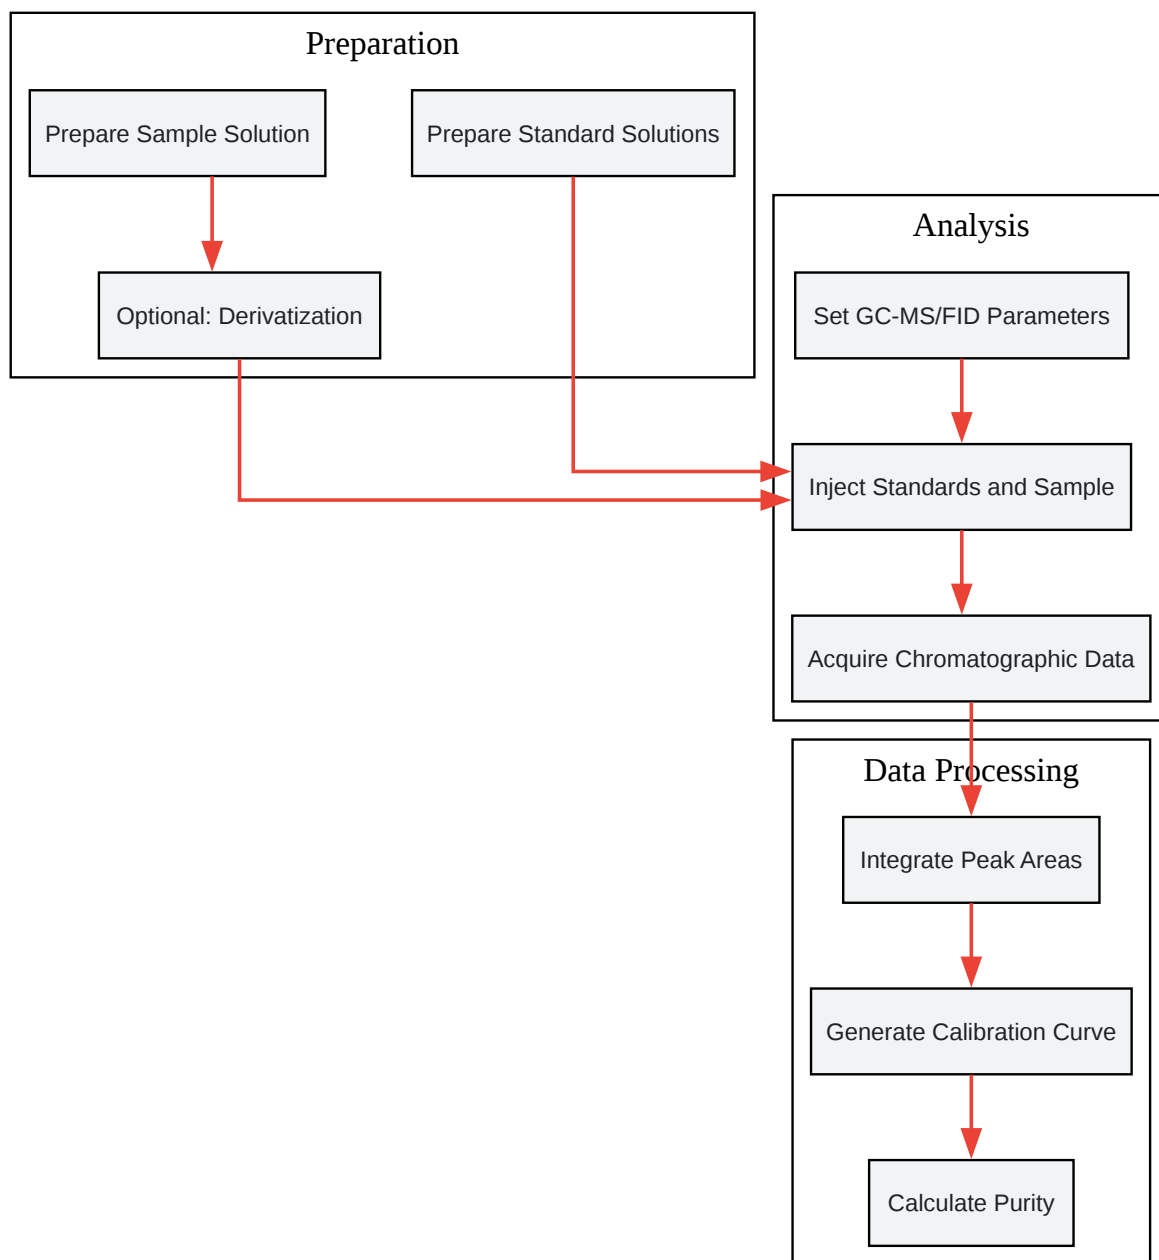 Preparation
Prepare Sample Solution
Prepare Standard Solutions
Optional: Derivatization
Analysis
Set GC-MS/FID Parameters
Inject Standards and Sample
Acquire Chromatographic Data
Data Processing
Integrate Peak Areas
Generate Calibration Curve
Calculate Purity